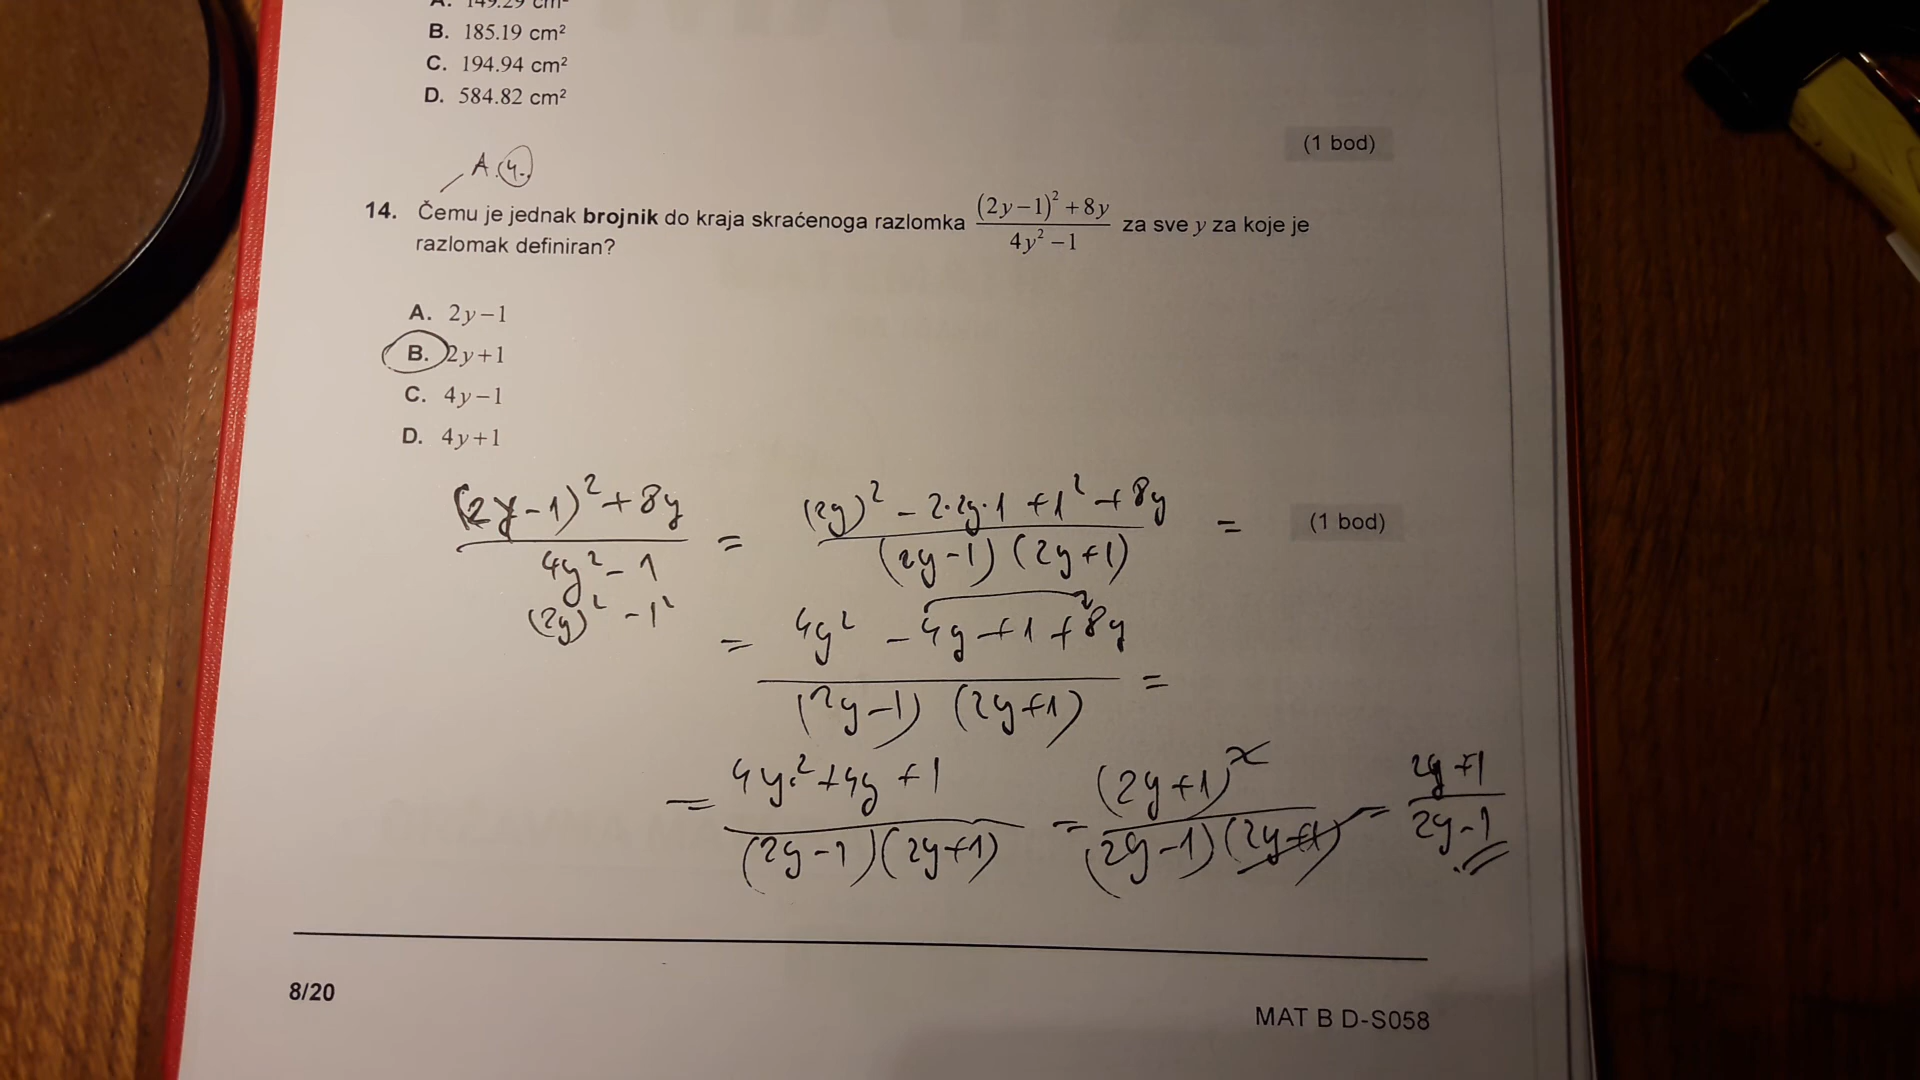 A. 149.29 cm²
B. 185.19 cm²
C. 194.94 cm²
D. 584.82 cm²
(1 bod)
A.4.
14. Čemu je jednak brojnik do kraja skraćenoga razlomka ((2y−1)²+8y)/(4y²−1) za sve y za koje je
razlomak definiran?
A. 2y−1
B. 2y+1
C. 4y−1
D. 4y+1
((2y-1)²+8y)/(4y²-1) = ((2y)² - 2·2y·1 +1² +8y)/((2y-1)(2y+1)) =
(1 bod)
(2y)² - 1²
= (4y² - 4y +1 +8y)/((2y-1)(2y+1)) =
= (4y²+4y+1)/((2y-1)(2y+1)) = (2y+1)²/((2y-1)(2y+1)) = (2y+1)/(2y-1)
8/20
MAT B D-S058